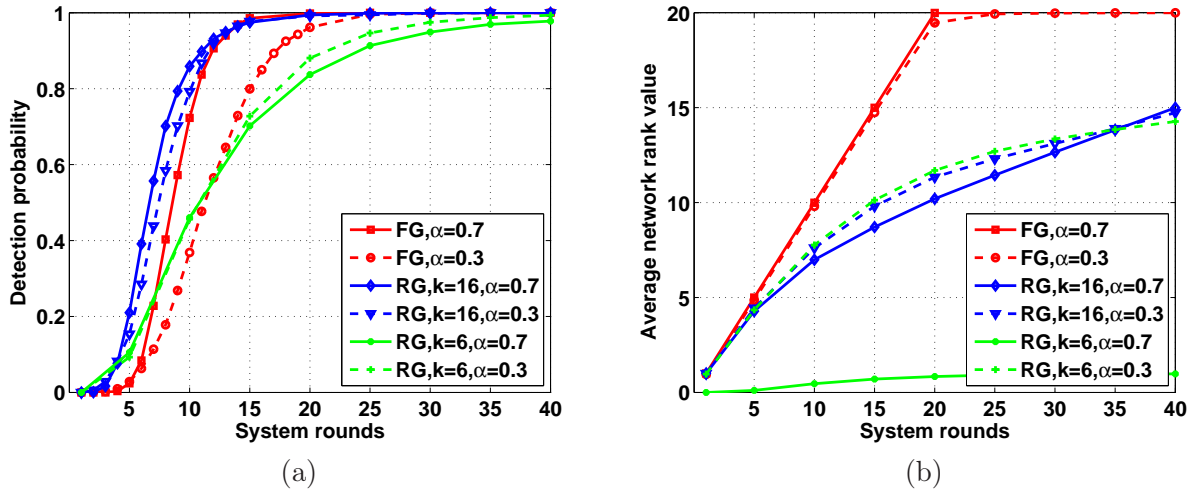 Detection probability
1
0.8
0.6
0.4
0.2
0
5 10 15 20 25 30 35 40
System rounds
FG,α=0.7
FG,α=0.3
RG,k=16,α=0.7
RG,k=16,α=0.3
RG,k=6,α=0.7
RG,k=6,α=0.3
(a)
Average network rank value
20
15
10
5
0
5 10 15 20 25 30 35 40
System rounds
FG,α=0.7
FG,α=0.3
RG,k=16,α=0.7
RG,k=16,α=0.3
RG,k=6,α=0.7
RG,k=6,α=0.3
(b)